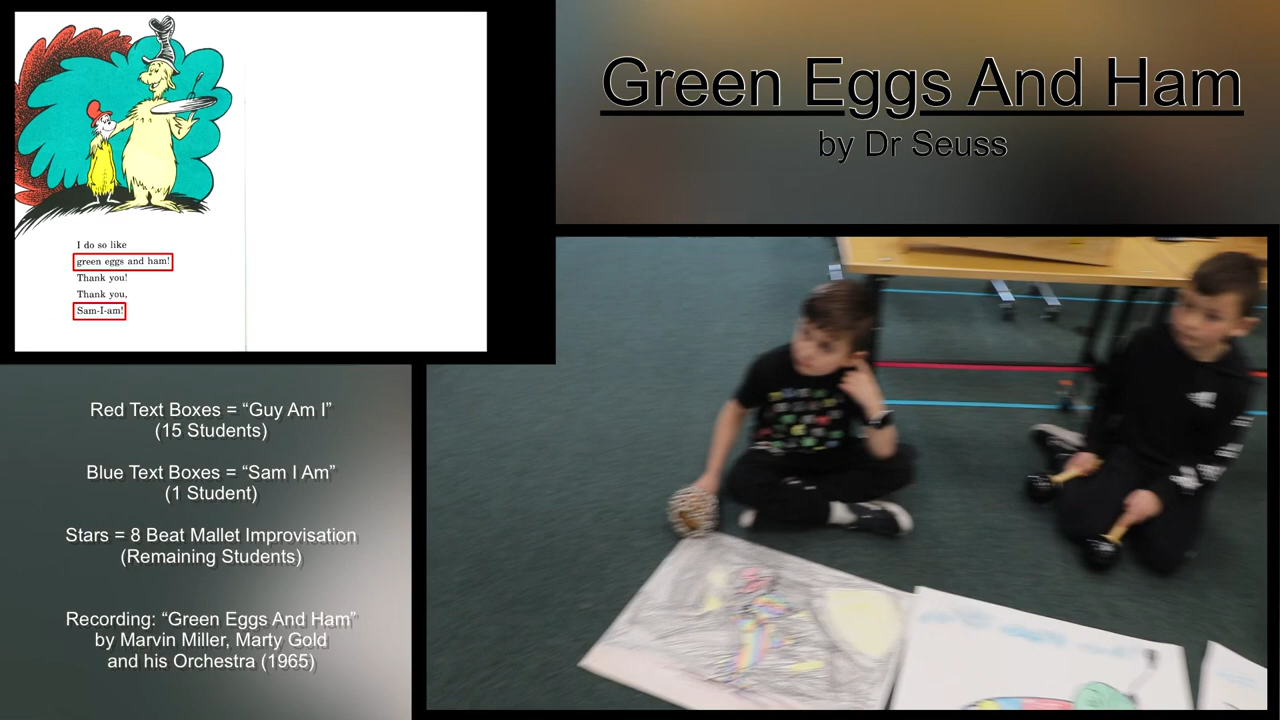 Green Eggs And Ham
by Dr Seuss
I do so like
green eggs and ham!
Thank you!
Thank you,
Sam-I-am!
Red Text Boxes = “Guy Am I”
(15 Students)
Blue Text Boxes = “Sam I Am”
(1 Student)
Stars = 8 Beat Mallet Improvisation
(Remaining Students)
Recording: “Green Eggs And Ham”
by Marvin Miller, Marty Gold
and his Orchestra (1965)